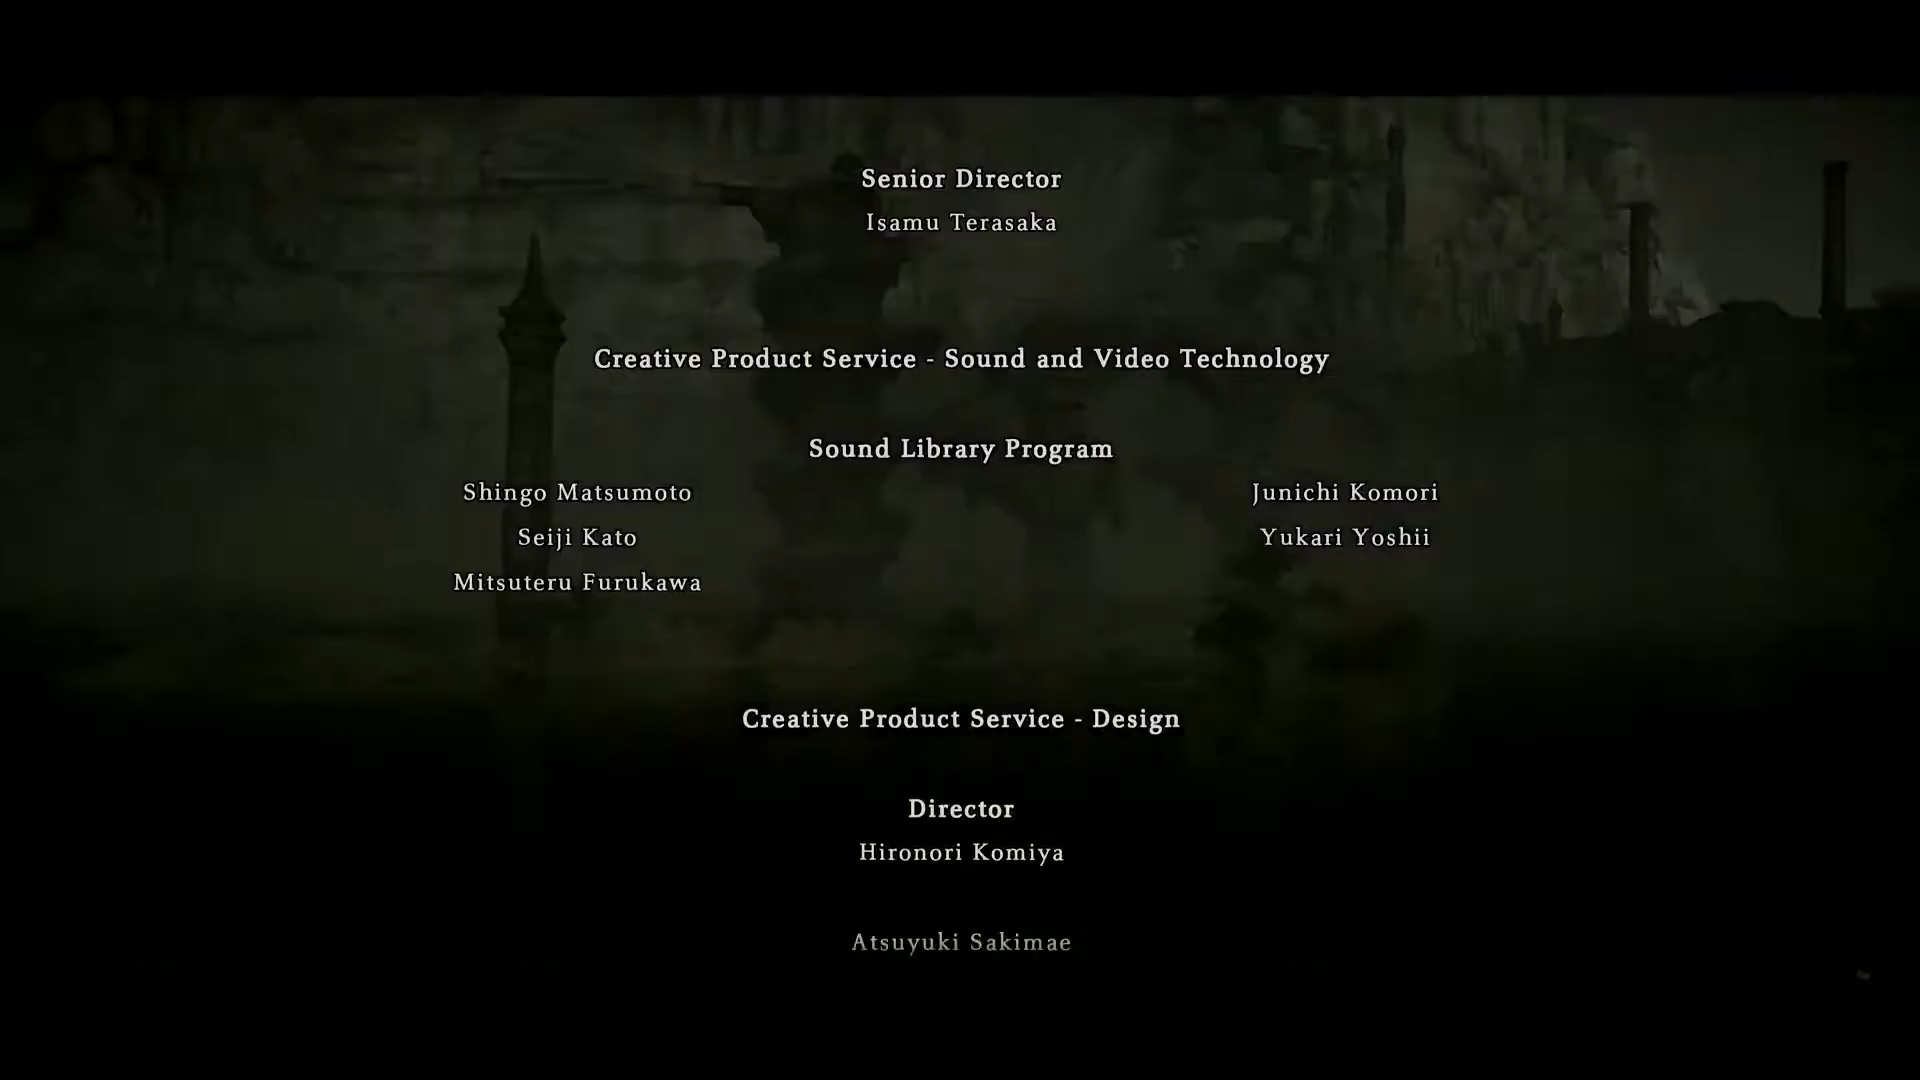 Senior Director
Isamu Terasaka
Creative Product Service - Sound and Video Technology
Sound Library Program
Shingo Matsumoto
Junichi Komori
Seiji Kato
Yukari Yoshii
Mitsuteru Furukawa
Creative Product Service - Design
Director
Hironori Komiya
Atsuyuki Sakimae